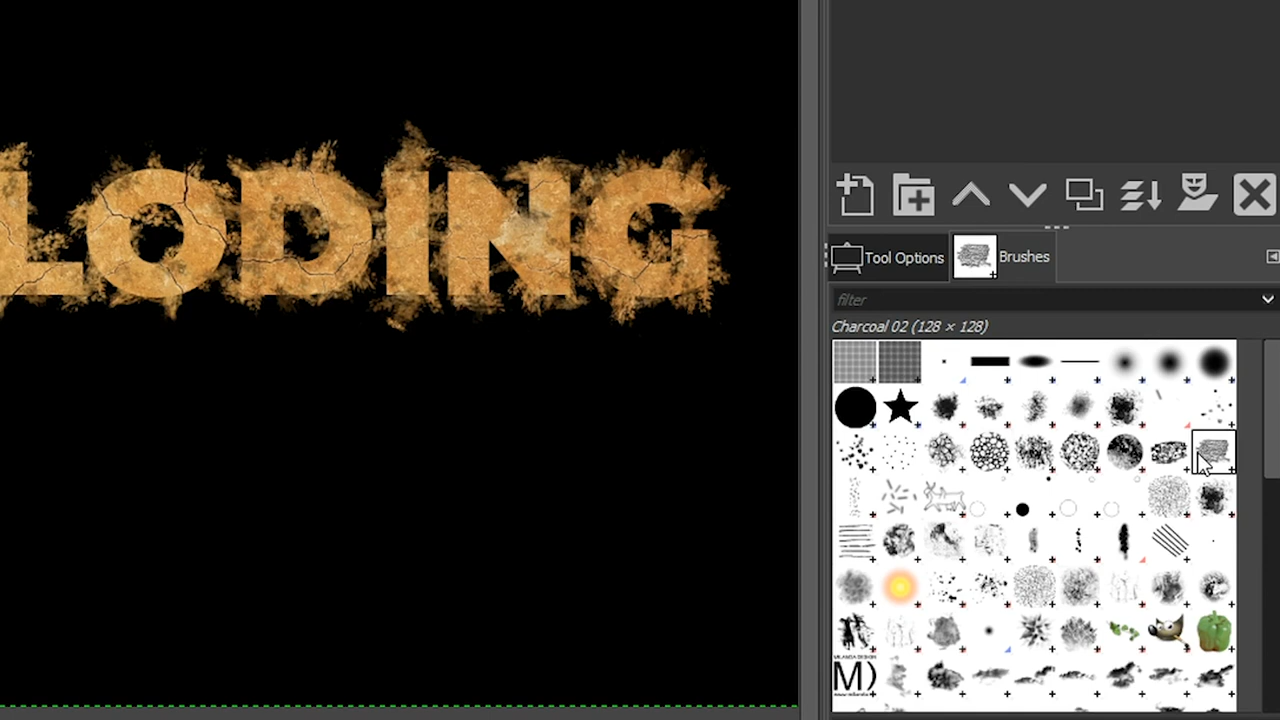 LODING
Tool Options
Brushes
filter
Charcoal 02 (128 × 128)
M)